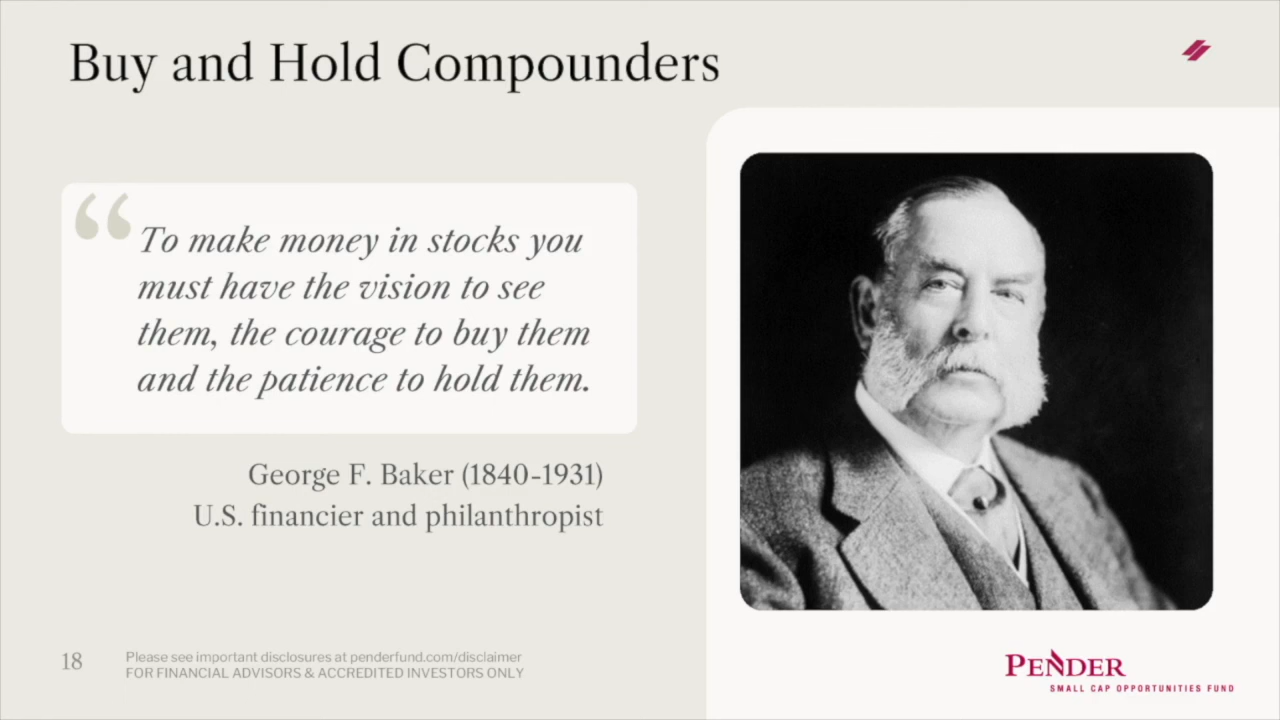 Buy and Hold Compounders
“
To make money in stocks you
must have the vision to see
them, the courage to buy them
and the patience to hold them.
George F. Baker (1840-1931)
U.S. financier and philanthropist
18
Please see important disclosures at penderfund.com/disclaimer
FOR FINANCIAL ADVISORS & ACCREDITED INVESTORS ONLY
PENDER
SMALL CAP OPPORTUNITIES FUND